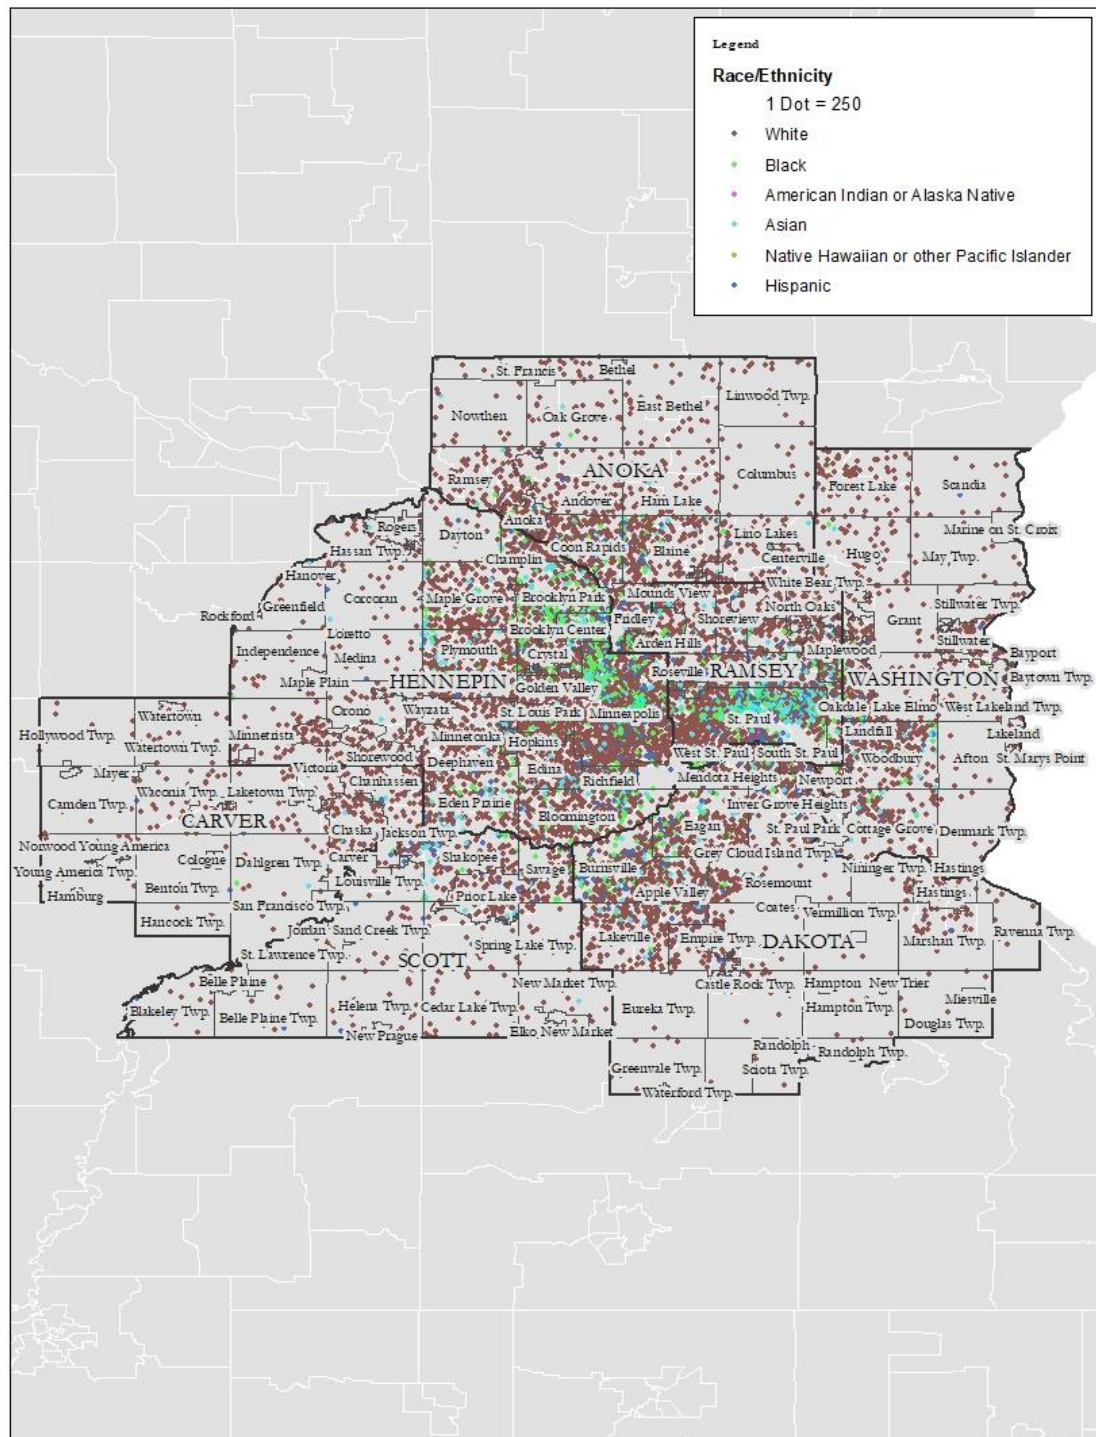 Legend
Race/Ethnicity
1 Dot = 250
White
Black
American Indian or Alaska Native
Asian
Native Hawaiian or other Pacific Islander
Hispanic
St. Francis
Bethel
Linwood Twp.
Nowthen
Oak Grove
East Bethel
ANOKA
Ramsey
Columbus
Forest Lake
Scandia
Andover
Ham Lake
Rogers
Dayton
Anoka
Coon Rapids
Blaine
Lino Lakes
Marine on St. Croix
Hassan Twp.
Champlin
Centerville
Hugo
May Twp.
Hanover
White Bear Twp.
Greenfield
Corcoran
Maple Grove
Brooklyn Park
Mounds View
North Oaks
Stillwater Twp.
Rockford
Fridley
Shoreview
Grant
Loretto
Brooklyn Center
Arden Hills
Stillwater
Independence
Medina
Plymouth
Crystal
Maplewood
Bayport
Maple Plain
HENNEPIN
Golden Valley
Roseville
RAMSEY
WASHINGTON
Baytown Twp.
Watertown
Orono
Wayzata
St. Louis Park
Minneapolis
St. Paul
Oakdale
Lake Elmo
West Lakeland Twp.
Hollywood Twp.
Watertown Twp.
Minnetrista
Minnetonka
Hopkins
Landfall
Lakeland
Shorewood
Deephaven
Edina
Richfield
West St. Paul
South St. Paul
Woodbury
Afton
St. Marys Point
Mayer
Victoria
Chanhassen
Mendota Heights
Newport
Camden Twp.
Waconia Twp.
Laketown Twp.
Eden Prairie
Bloomington
Inver Grove Heights
CARVER
Chaska
Jackson Twp.
Eagan
St. Paul Park
Cottage Grove
Denmark Twp.
Norwood Young America
Cologne
Dahlgren Twp.
Carver
Shakopee
Savage
Burnsville
Grey Cloud Island Twp.
Young America Twp.
Benton Twp.
Louisville Twp.
Prior Lake
Apple Valley
Rosemount
Nininger Twp.
Hastings
Hamburg
San Francisco Twp.
Hastings
Hancock Twp.
Jordan
Sand Creek Twp.
Coates
Vermillion Twp.
Ravenna Twp.
St. Lawrence Twp.
Spring Lake Twp.
Lakeville
Empire Twp.
DAKOTA
Marshan Twp.
SCOTT
Belle Plaine
New Market Twp.
Castle Rock Twp.
Hampton
New Trier
Blakeley Twp.
Belle Plaine Twp.
Helena Twp.
Cedar Lake Twp.
Eureka Twp.
Hampton Twp.
Miesville
New Prague
Elko New Market
Douglas Twp.
Randolph
Randolph Twp.
Greenvale Twp.
Sciota Twp.
Waterford Twp.